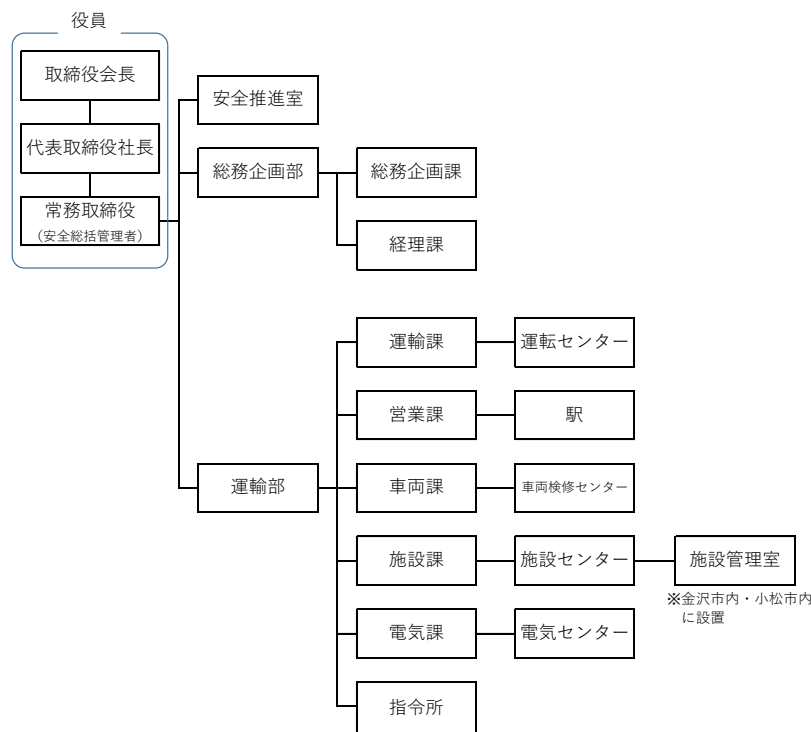 役員
取締役会長
代表取締役社長
常務取締役
（安全総括管理者）
安全推進室
総務企画部
総務企画課
経理課
運輸部
運輸課
運転センター
営業課
駅
車両課
車両検修センター
施設課
施設センター
施設管理室
※金沢市内・小松市内
に設置
電気課
電気センター
指令所